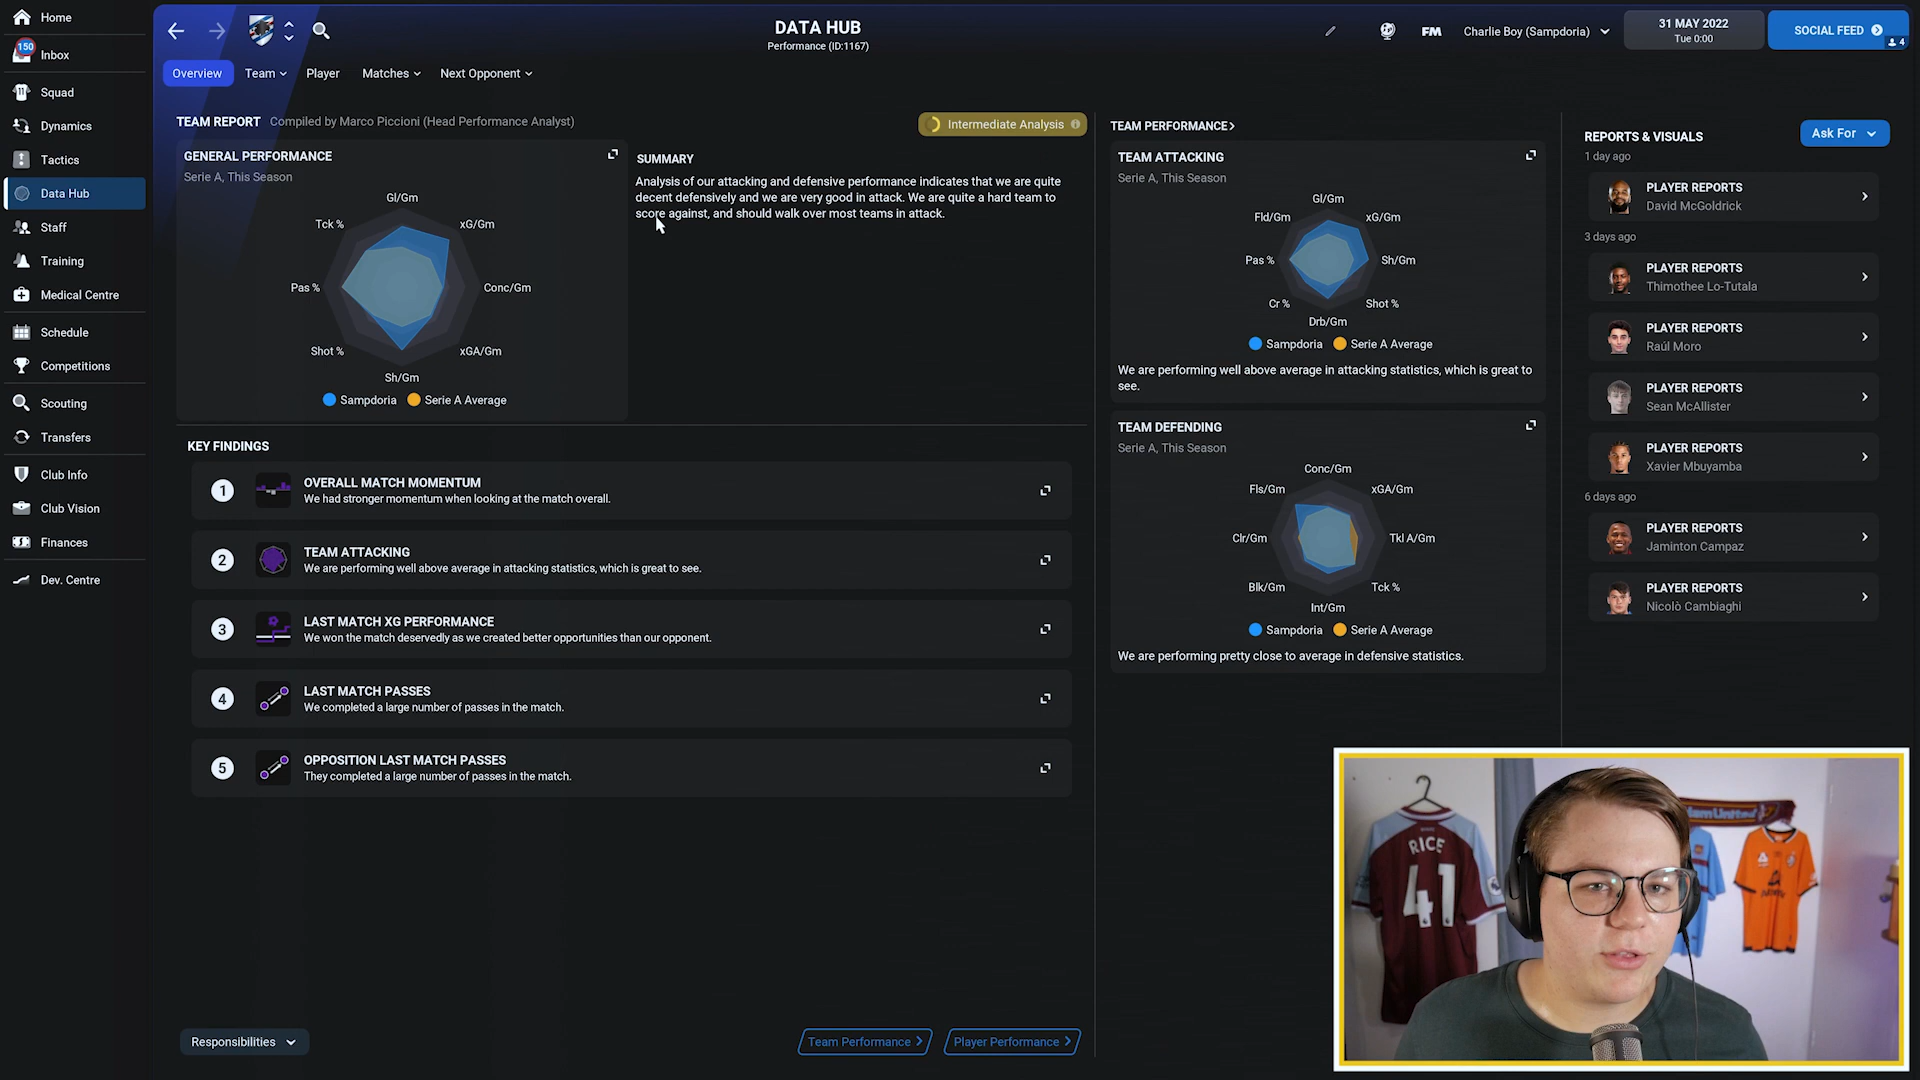 Home
150
Inbox
Squad
Dynamics
Tactics
Data Hub
Staff
Training
Medical Centre
Schedule
Competitions
Scouting
Transfers
Club Info
Club Vision
Finances
Dev. Centre
DATA HUB
Performance (ID:1167)
FM
Charlie Boy (Sampdoria)
31 MAY 2022
Tue 0:00
SOCIAL FEED
4
Overview
Team
Player
Matches
Next Opponent
TEAM REPORT Compiled by Marco Piccioni (Head Performance Analyst)
Intermediate Analysis
GENERAL PERFORMANCE
Serie A, This Season
Gl/Gm
Tck %
xG/Gm
Pas %
Conc/Gm
Shot %
xGA/Gm
Sh/Gm
Sampdoria
Serie A Average
SUMMARY
Analysis of our attacking and defensive performance indicates that we are quite
decent defensively and we are very good in attack. We are quite a hard team to
score against, and should walk over most teams in attack.
KEY FINDINGS
1
OVERALL MATCH MOMENTUM
We had stronger momentum when looking at the match overall.
2
TEAM ATTACKING
We are performing well above average in attacking statistics, which is great to see.
3
LAST MATCH XG PERFORMANCE
We won the match deservedly as we created better opportunities than our opponent.
4
LAST MATCH PASSES
We completed a large number of passes in the match.
5
OPPOSITION LAST MATCH PASSES
They completed a large number of passes in the match.
Responsibilities
Team Performance
Player Performance
TEAM PERFORMANCE
TEAM ATTACKING
Serie A, This Season
Gl/Gm
Fld/Gm
xG/Gm
Pas %
Sh/Gm
Cr %
Shot %
Drb/Gm
Sampdoria
Serie A Average
We are performing well above average in attacking statistics, which is great to
see.
TEAM DEFENDING
Serie A, This Season
Conc/Gm
Fls/Gm
xGA/Gm
Clr/Gm
Tkl A/Gm
Blk/Gm
Tck %
Int/Gm
Sampdoria
Serie A Average
We are performing pretty close to average in defensive statistics.
REPORTS & VISUALS
Ask For
1 day ago
PLAYER REPORTS
David McGoldrick
3 days ago
PLAYER REPORTS
Thimothee Lo-Tutala
PLAYER REPORTS
Raúl Moro
PLAYER REPORTS
Sean McAllister
PLAYER REPORTS
Xavier Mbuyamba
6 days ago
PLAYER REPORTS
Jaminton Campaz
PLAYER REPORTS
Nicolò Cambiaghi
RICE
41